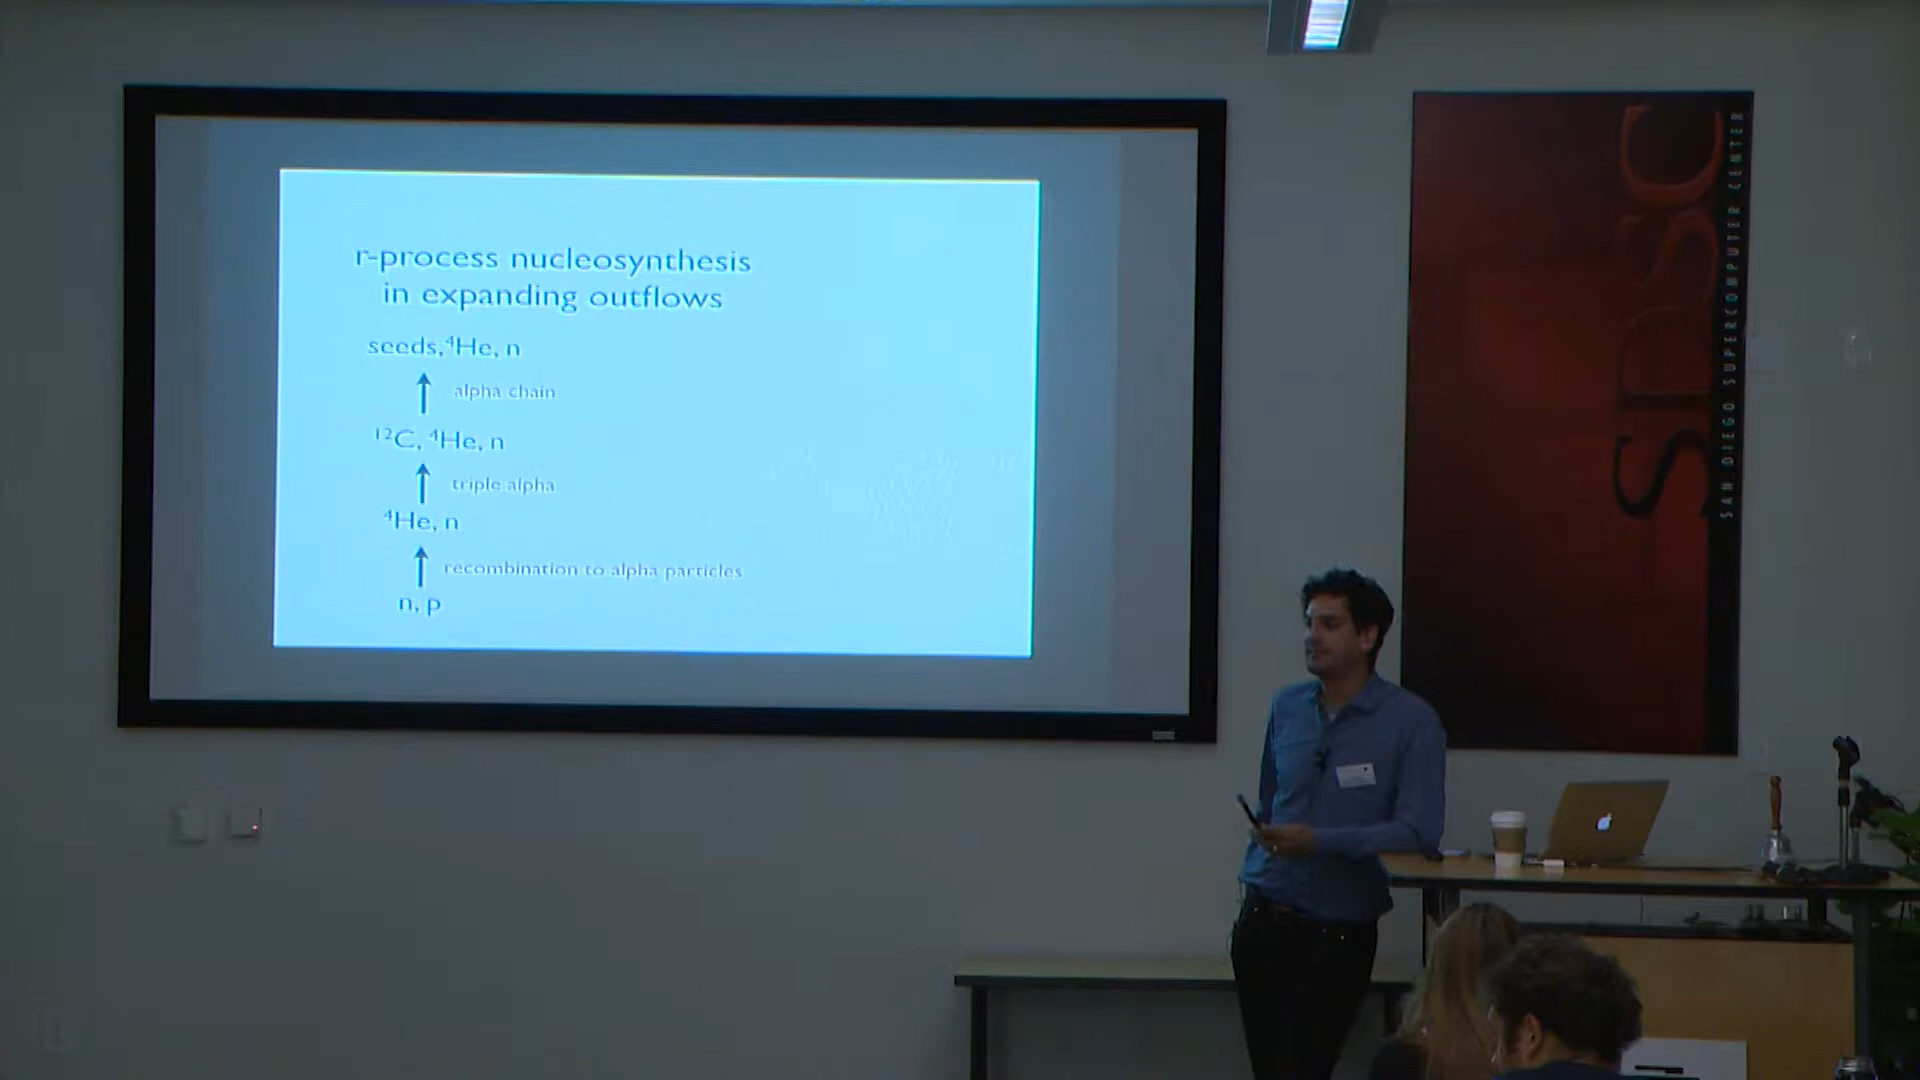 r-process nucleosynthesis
in expanding outflows
seeds, ⁴He, n
alpha chain
¹²C, ⁴He, n
triple alpha
⁴He, n
recombination to alpha particles
n, p
SDSC
SAN DIEGO SUPERCOMPUTER CENTER